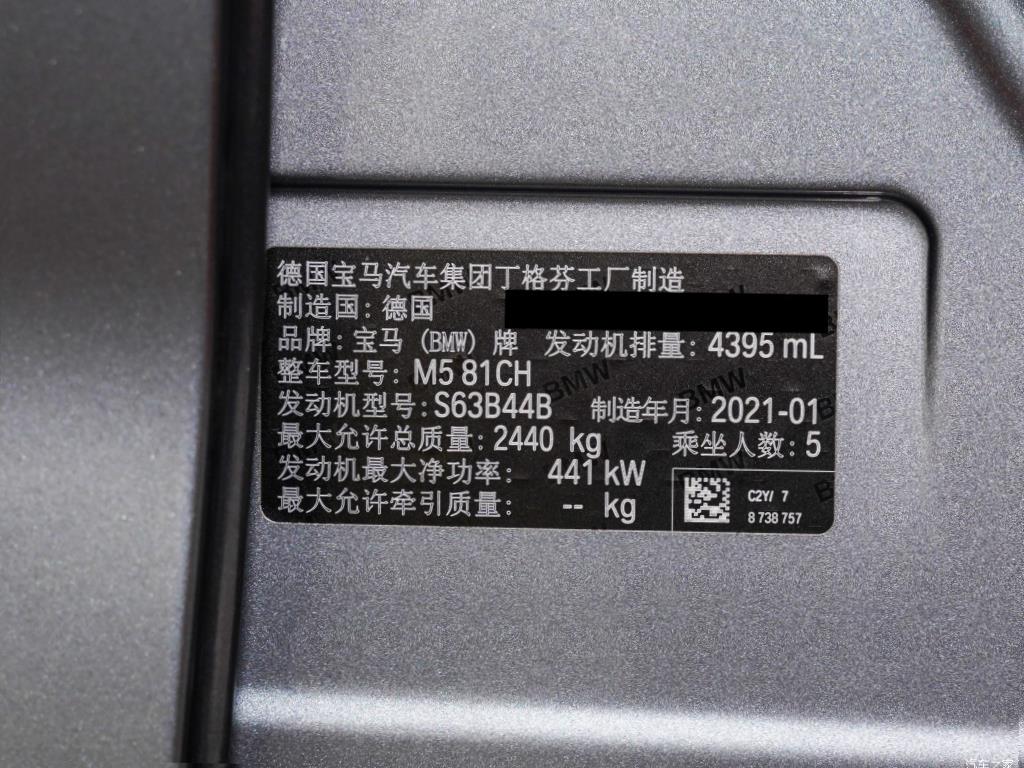 德国宝马汽车集团丁格芬工厂制造
制造国: 德国
品牌: 宝马 (BMW) 牌 发动机排量: 4395 mL
整车型号: M5 81CH
发动机型号: S63B44B 制造年月: 2021-01
最大允许总质量: 2440 kg 乘坐人数: 5
发动机最大净功率: 441 kW
最大允许牵引质量: -- kg
C2Y/ 7
8 738 757
汽车之家